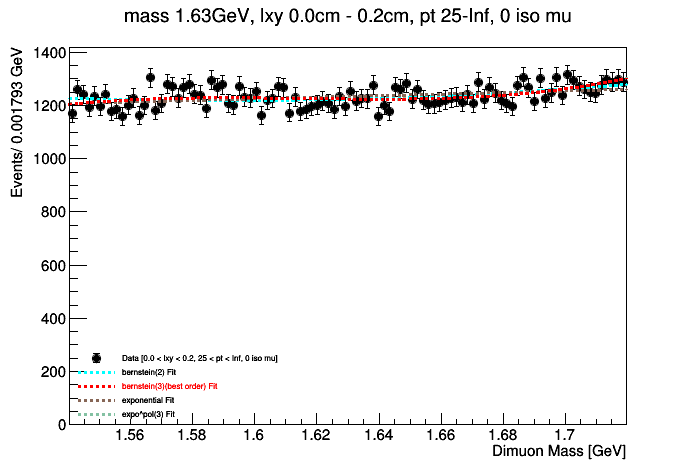 mass 1.63GeV, lxy 0.0cm - 0.2cm, pt 25-Inf, 0 iso mu
Events/ 0.001793 GeV
1400
1200
1000
800
600
400
200
0
Data [0.0 < lxy < 0.2, 25 < pt < Inf, 0 iso mu]
bernstein(2) Fit
bernstein(3)(best order) Fit
exponential Fit
expo*pol(3) Fit
1.56 1.58 1.6 1.62 1.64 1.66 1.68 1.7
Dimuon Mass [GeV]